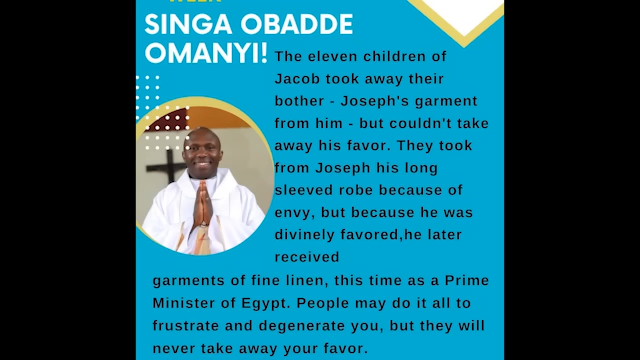 SINGA OBADDE
OMANYI!
The eleven children of
Jacob took away their
bother - Joseph's garment
from him - but couldn't take
away his favor. They took
from Joseph his long
sleeved robe because of
envy, but because he was
divinely favored,he later
received
garments of fine linen, this time as a Prime
Minister of Egypt. People may do it all to
frustrate and degenerate you, but they will
never take away your favor.